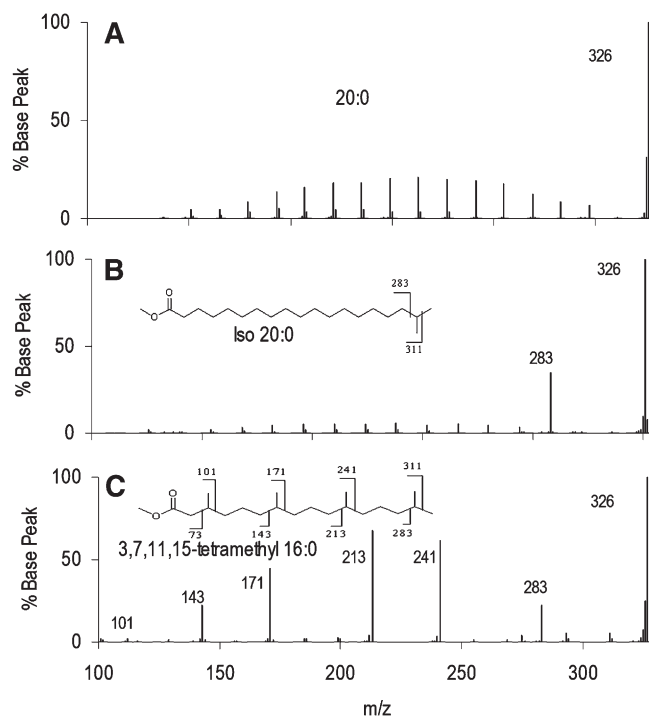 A
100
50
0
% Base Peak
326
20:0
B
100
50
0
% Base Peak
326
283
O
O
283
311
Iso 20:0
C
100
50
0
% Base Peak
O
O
101 171 241 311
73 143 213 283
3,7,11,15-tetramethyl 16:0
326
101
143
171
213
241
283
100 150 200 250 300
m/z